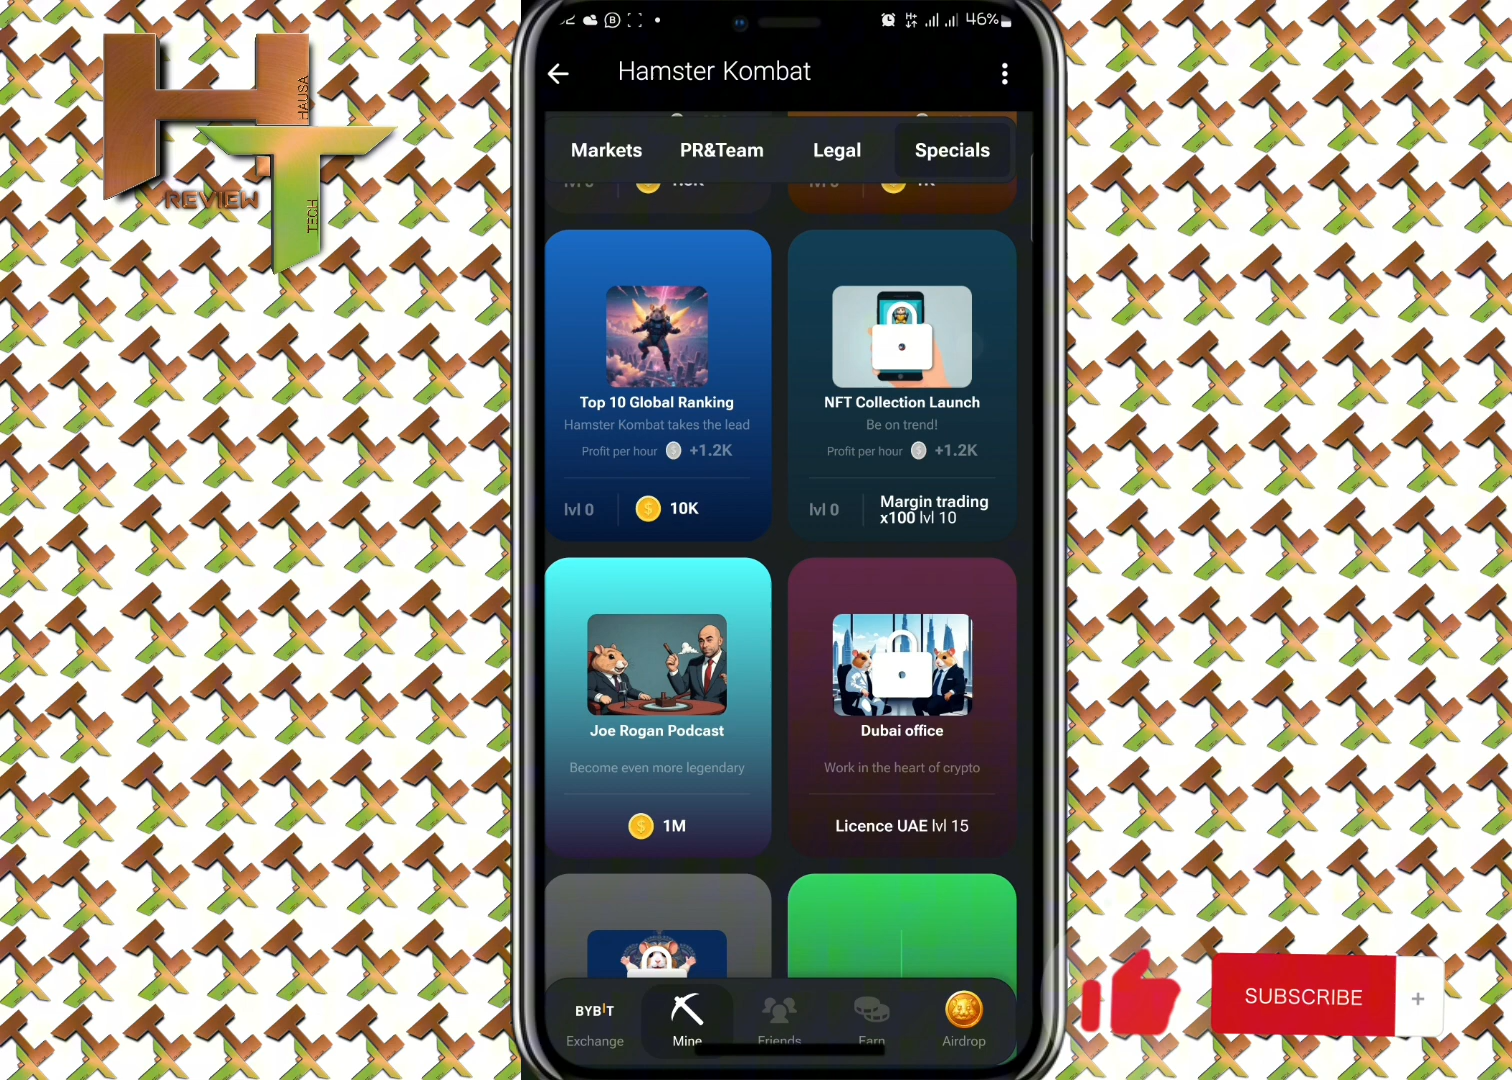 HAUSA
REVIEW
TECH
46%
Hamster Kombat
Markets
PR&Team
Legal
Specials
Top 10 Global Ranking
Hamster Kombat takes the lead
Profit per hour +1.2K
lvl 0
10K
NFT Collection Launch
Be on trend!
Profit per hour +1.2K
lvl 0
Margin trading
x100 lvl 10
Joe Rogan Podcast
Become even more legendary
1M
Dubai office
Work in the heart of crypto
Licence UAE lvl 15
BYBIT
Exchange
Mine
Friends
Earn
Airdrop
SUBSCRIBE
+